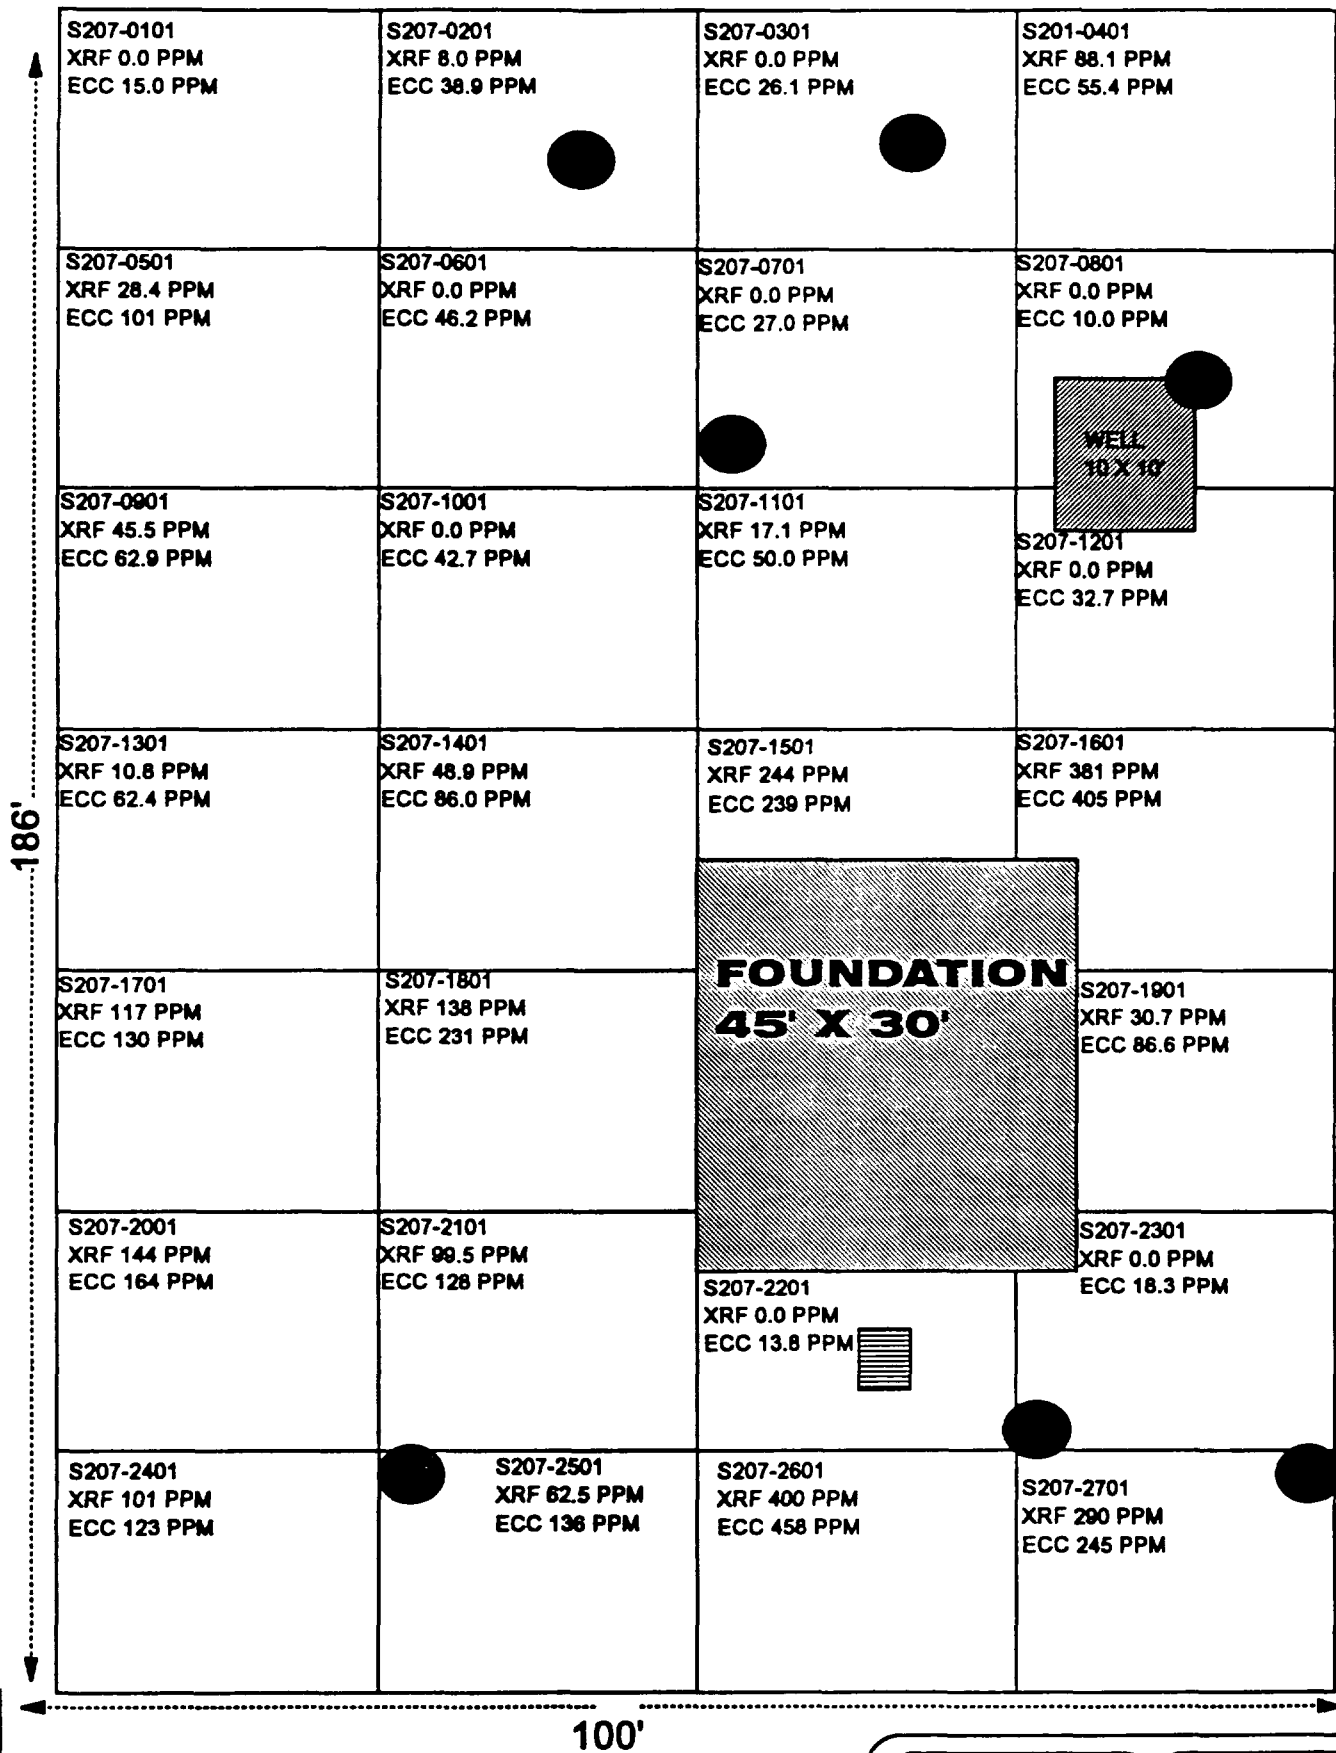 S207-0101
XRF 0.0 PPM
ECC 15.0 PPM
S207-0201
XRF 8.0 PPM
ECC 38.9 PPM
S207-0301
XRF 0.0 PPM
ECC 26.1 PPM
S201-0401
XRF 88.1 PPM
ECC 55.4 PPM
S207-0501
XRF 28.4 PPM
ECC 101 PPM
S207-0601
XRF 0.0 PPM
ECC 46.2 PPM
S207-0701
XRF 0.0 PPM
ECC 27.0 PPM
S207-0801
XRF 0.0 PPM
ECC 10.0 PPM
WELL
10 X 10'
S207-0901
XRF 45.5 PPM
ECC 62.9 PPM
S207-1001
XRF 0.0 PPM
ECC 42.7 PPM
S207-1101
XRF 17.1 PPM
ECC 50.0 PPM
S207-1201
XRF 0.0 PPM
ECC 32.7 PPM
S207-1301
XRF 10.8 PPM
ECC 62.4 PPM
S207-1401
XRF 48.9 PPM
ECC 86.0 PPM
S207-1501
XRF 244 PPM
ECC 239 PPM
S207-1601
XRF 381 PPM
ECC 405 PPM
186'
FOUNDATION
45' X 30'
S207-1701
XRF 117 PPM
ECC 130 PPM
S207-1801
XRF 138 PPM
ECC 231 PPM
S207-1901
XRF 30.7 PPM
ECC 86.6 PPM
S207-2001
XRF 144 PPM
ECC 164 PPM
S207-2101
XRF 99.5 PPM
ECC 128 PPM
S207-2201
XRF 0.0 PPM
ECC 13.8 PPM
S207-2301
XRF 0.0 PPM
ECC 18.3 PPM
S207-2401
XRF 101 PPM
ECC 123 PPM
S207-2501
XRF 62.5 PPM
ECC 136 PPM
S207-2601
XRF 400 PPM
ECC 458 PPM
S207-2701
XRF 290 PPM
ECC 245 PPM
100'